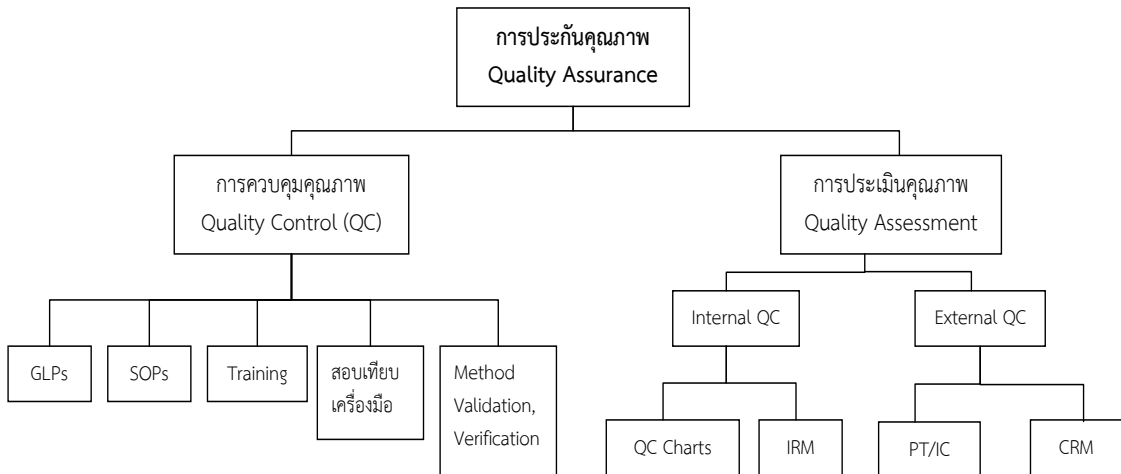 การประกันคุณภาพ
Quality Assurance
การควบคุมคุณภาพ
Quality Control (QC)
การประเมินคุณภาพ
Quality Assessment
Internal QC
External QC
GLPs
SOPs
Training
สอบเทียบ
เครื่องมือ
Method
Validation,
Verification
QC Charts
IRM
PT/IC
CRM